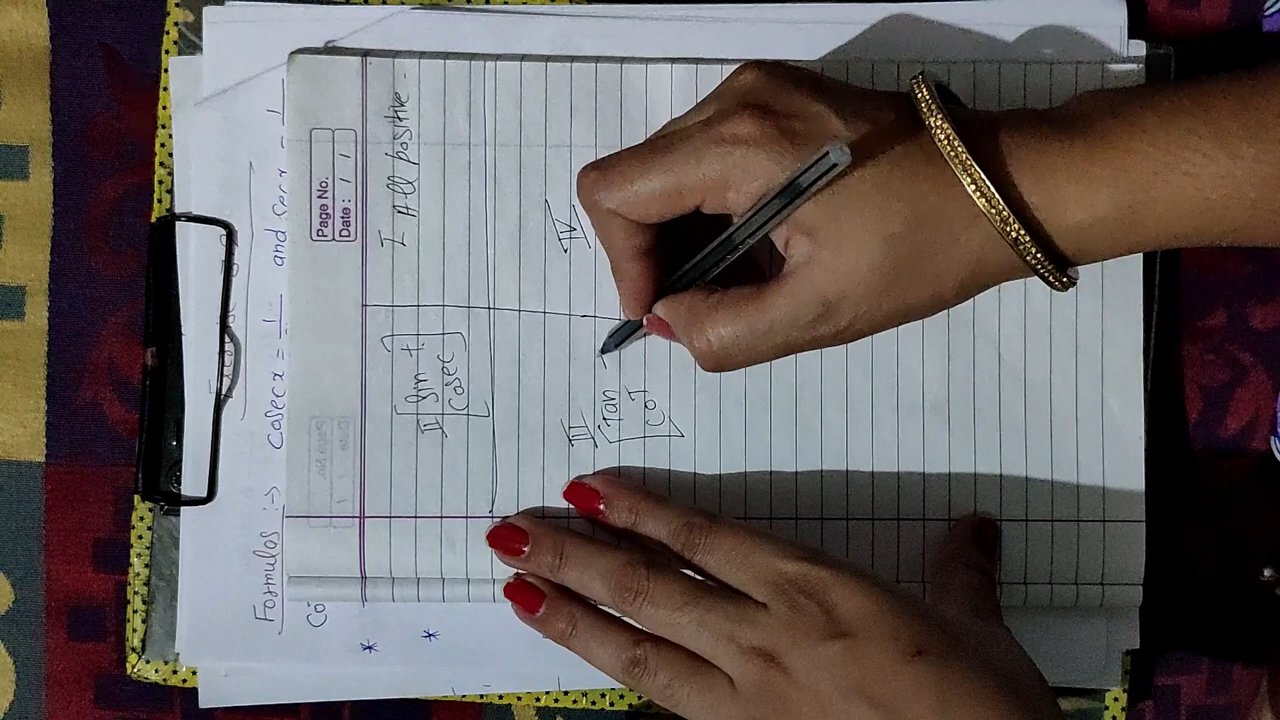 Formulas :⇒ cosec x = 1 and sec x = 1
Page No.
Date : / /
II [Sin +
Cosec]
I All positive.
III
[Tan
Cot]
IV
*
*